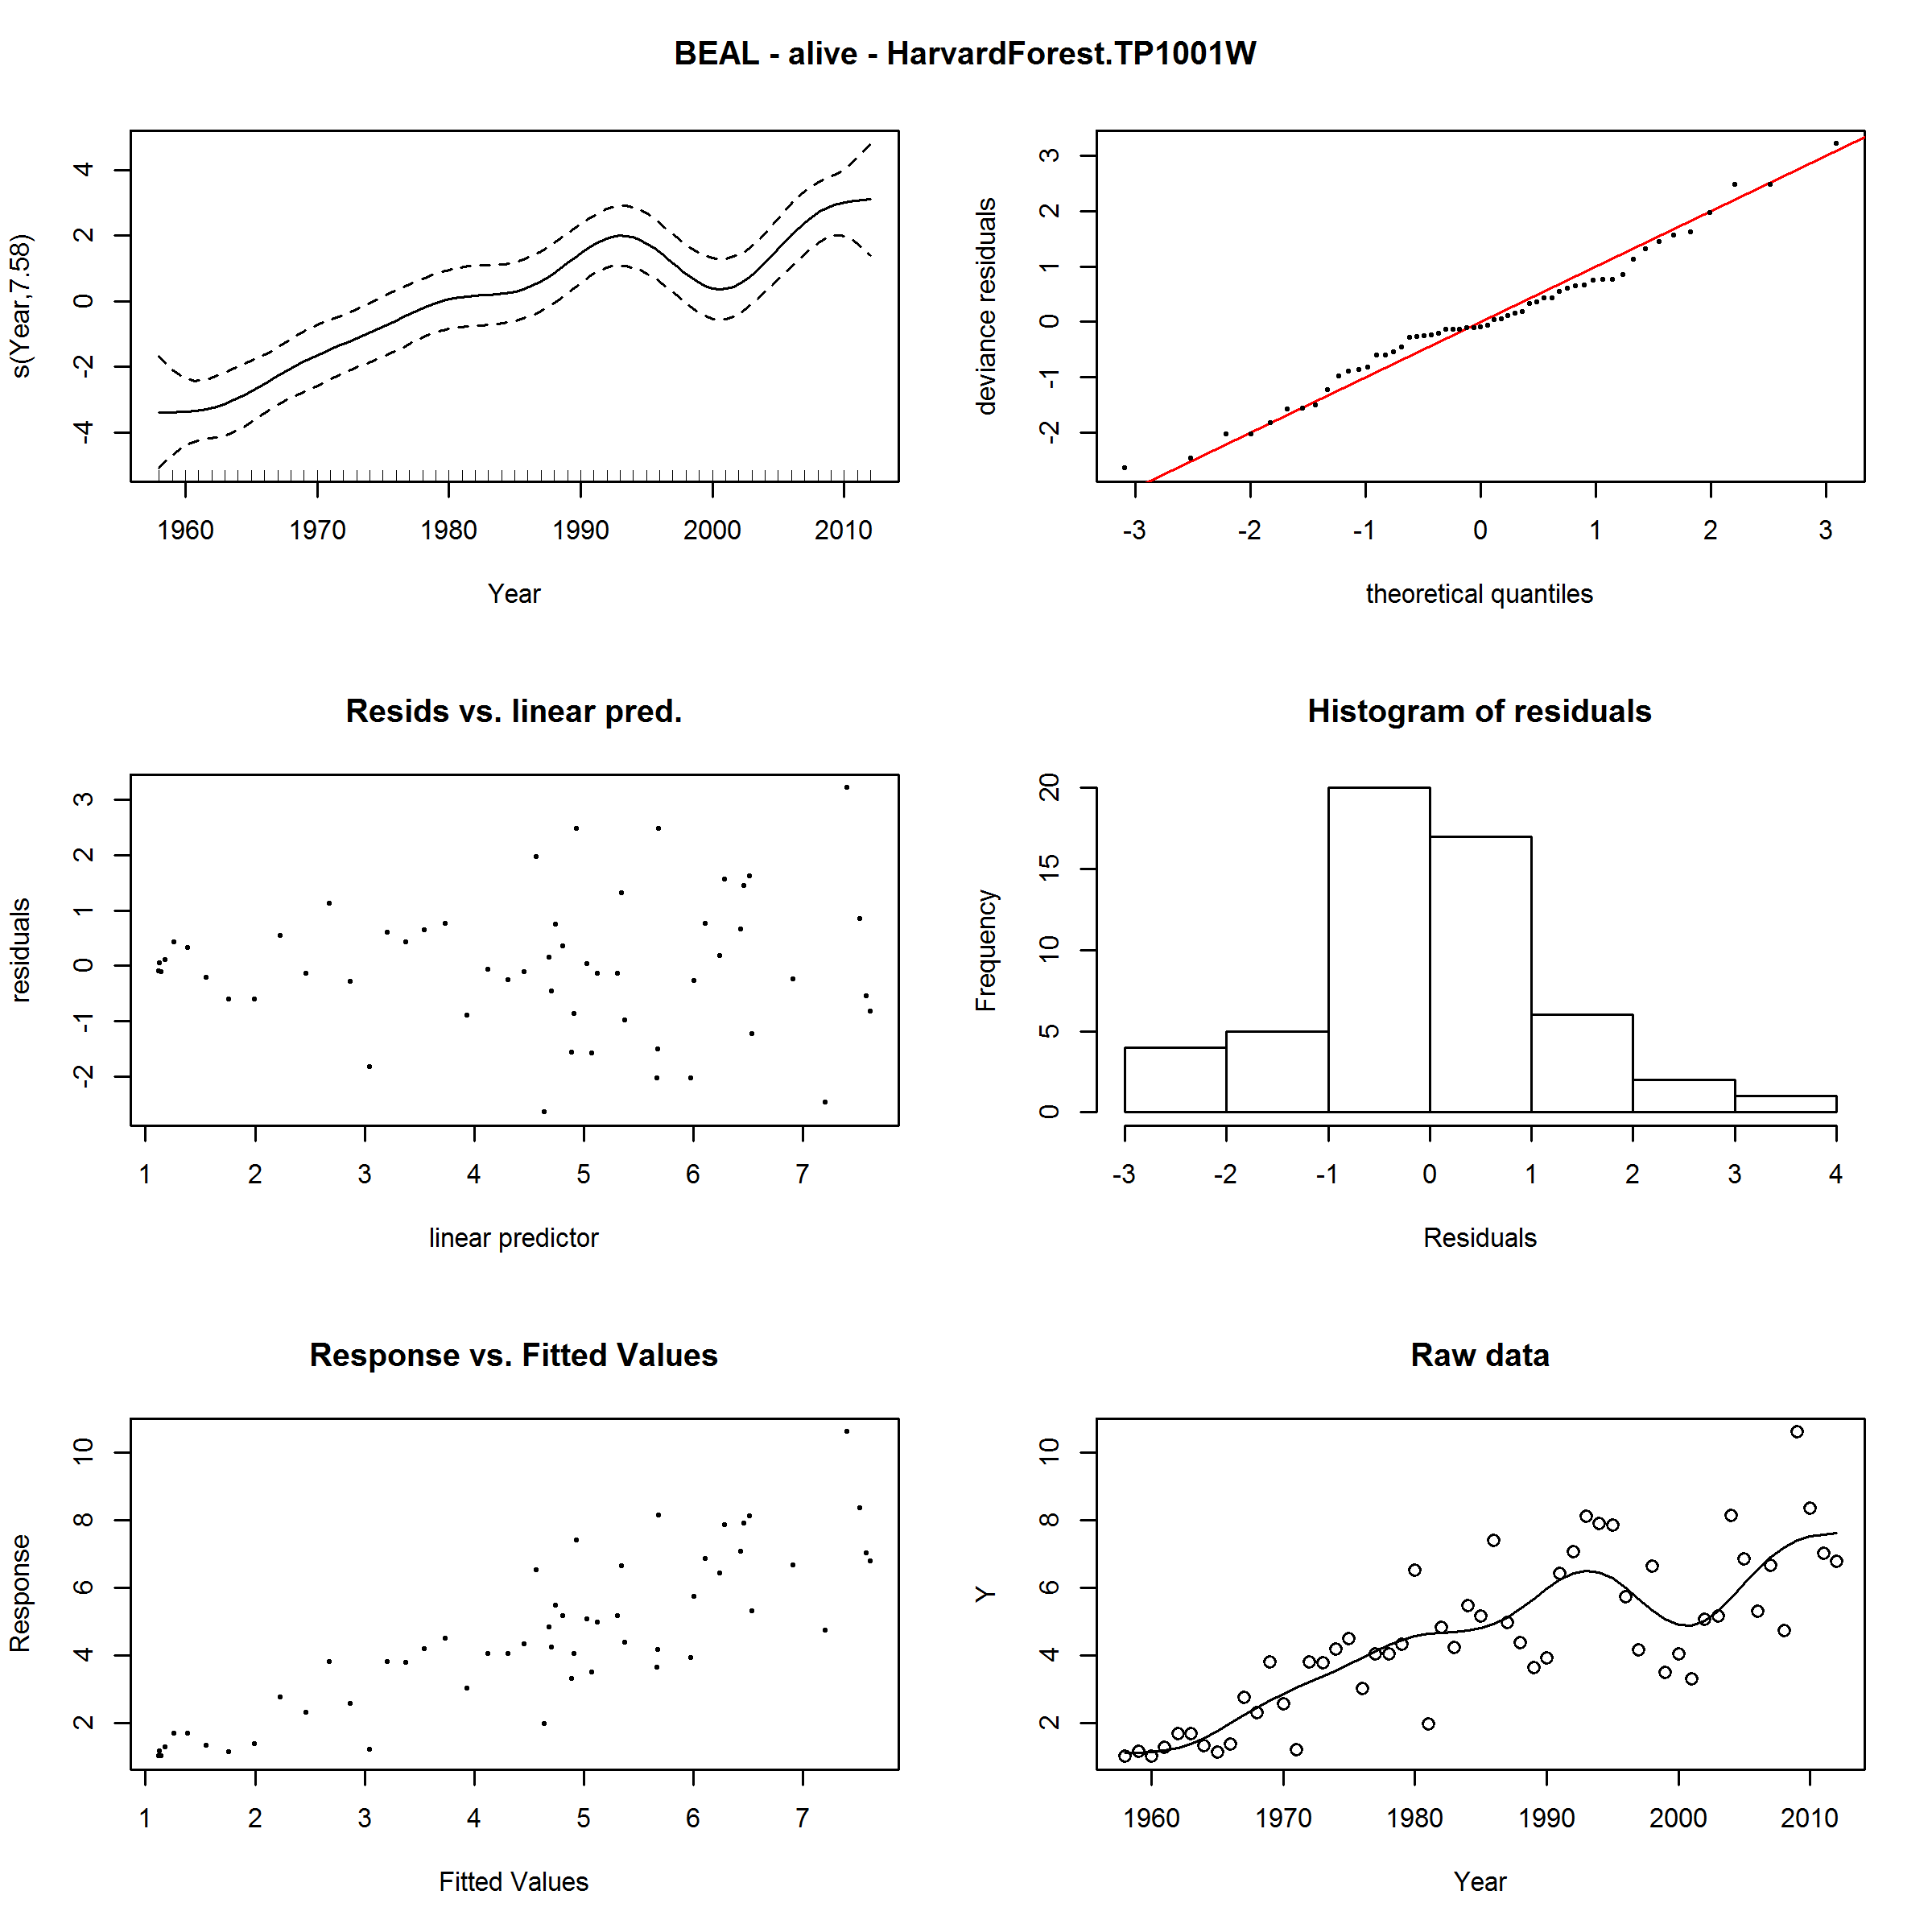 BEAL - alive - HarvardForest.TP1001W
s(Year,7.58)
4
2
0
-2
-4
1960 1970 1980 1990 2000 2010
Year
deviance residuals
3
2
1
0
-1
-2
-3 -2 -1 0 1 2 3
theoretical quantiles
Resids vs. linear pred.
residuals
3
2
1
0
-1
-2
1 2 3 4 5 6 7
linear predictor
Histogram of residuals
Frequency
20
15
10
5
0
-3 -2 -1 0 1 2 3 4
Residuals
Response vs. Fitted Values
Response
10
8
6
4
2
1 2 3 4 5 6 7
Fitted Values
Raw data
Y
10
8
6
4
2
1960 1970 1980 1990 2000 2010
Year